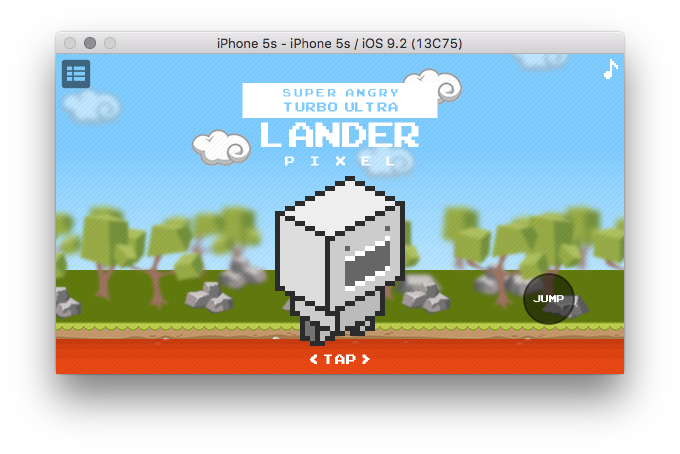 iPhone 5s - iPhone 5s / iOS 9.2 (13C75)
SUPER ANGRY
TURBO ULTRA
LANDER
PIXEL
JUMP
< TAP >